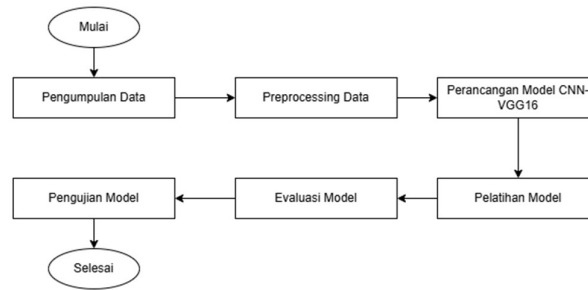 Mulai
Pengumpulan Data
Preprocessing Data
Perancangan Model CNN-
VGG16
Pelatihan Model
Evaluasi Model
Pengujian Model
Selesai